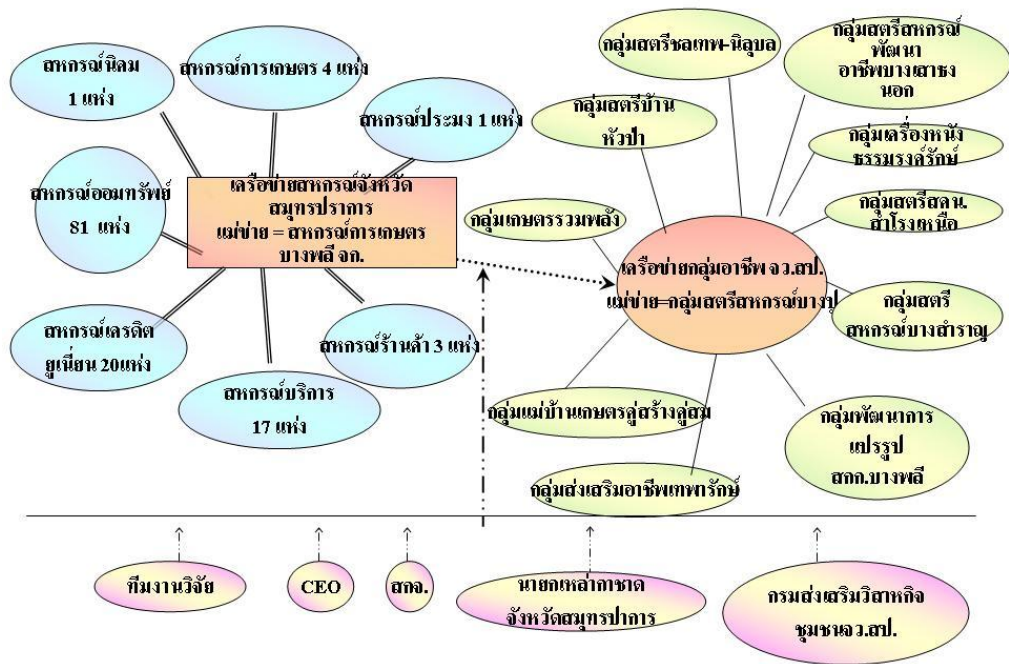 สหกรณ์นิคม
1 แห่ง
สหกรณ์การเกษตร 4 แห่ง
สหกรณ์ประมง 1 แห่ง
สหกรณ์ออมทรัพย์
81 แห่ง
เครือข่ายสหกรณ์จังหวัด
สมุทรปราการ
แม่ข่าย = สหกรณ์การเกษตร
บางพลี จก.
สหกรณ์เครดิต
ยูเนี่ยน 20แห่ง
สหกรณ์ร้านค้า 3 แห่ง
สหกรณ์บริการ
17 แห่ง
กลุ่มสตรีชลเทพ-นิลุบล
กลุ่มสตรีสหกรณ์
พัฒนา
อาชีพบางเสาธง
นอก
กลุ่มสตรีบ้าน
หัวป่า
กลุ่มเครื่องหนัง
ธรรมรงค์รักษ์
กลุ่มเกษตรรวมพลัง
กลุ่มสตรีสตน.
สำโรงเหนือ
เครือข่ายกลุ่มอาชีพ จว.สป.
แม่ข่าย=กลุ่มสตรีสหกรณ์บางปู
กลุ่มสตรี
สหกรณ์บางสำราญ
กลุ่มแม่บ้านเกษตรคู่สร้างคู่สม
กลุ่มพัฒนาการ
แปรรูป
สกก.บางพลี
กลุ่มส่งเสริมอาชีพเทพารักษ์
ทีมงานวิจัย
CEO
สกจ.
นายกเหล่ากาชาด
จังหวัดสมุทรปาการ
กรมส่งเสริมวิสาหกิจ
ชุมชนจว.สป.